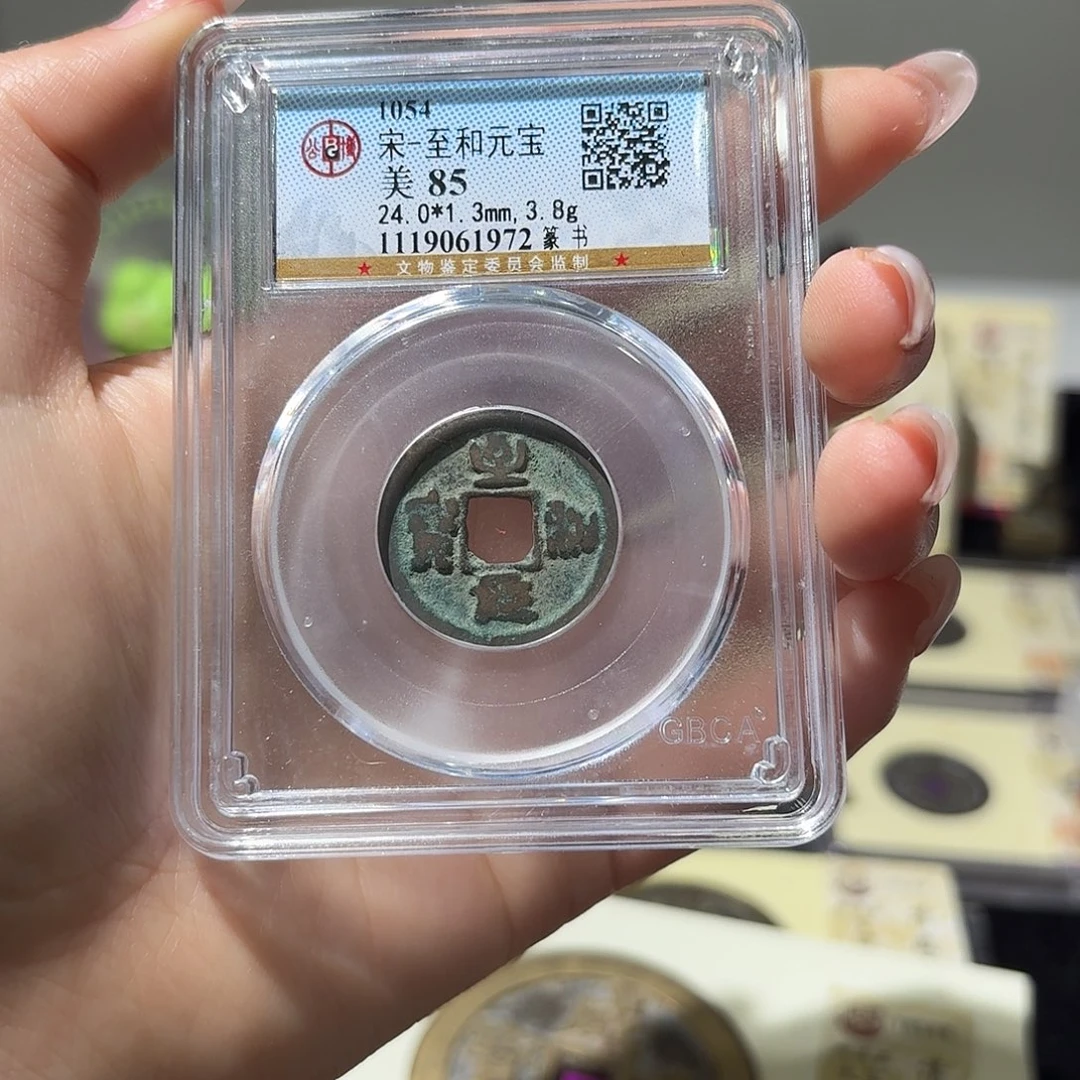 1054
宋-至和元宝
美 85
24.0*1.3mm, 3.8g
1119061972 篆书
★ 文物鉴定委员会监制 ★
GBCA